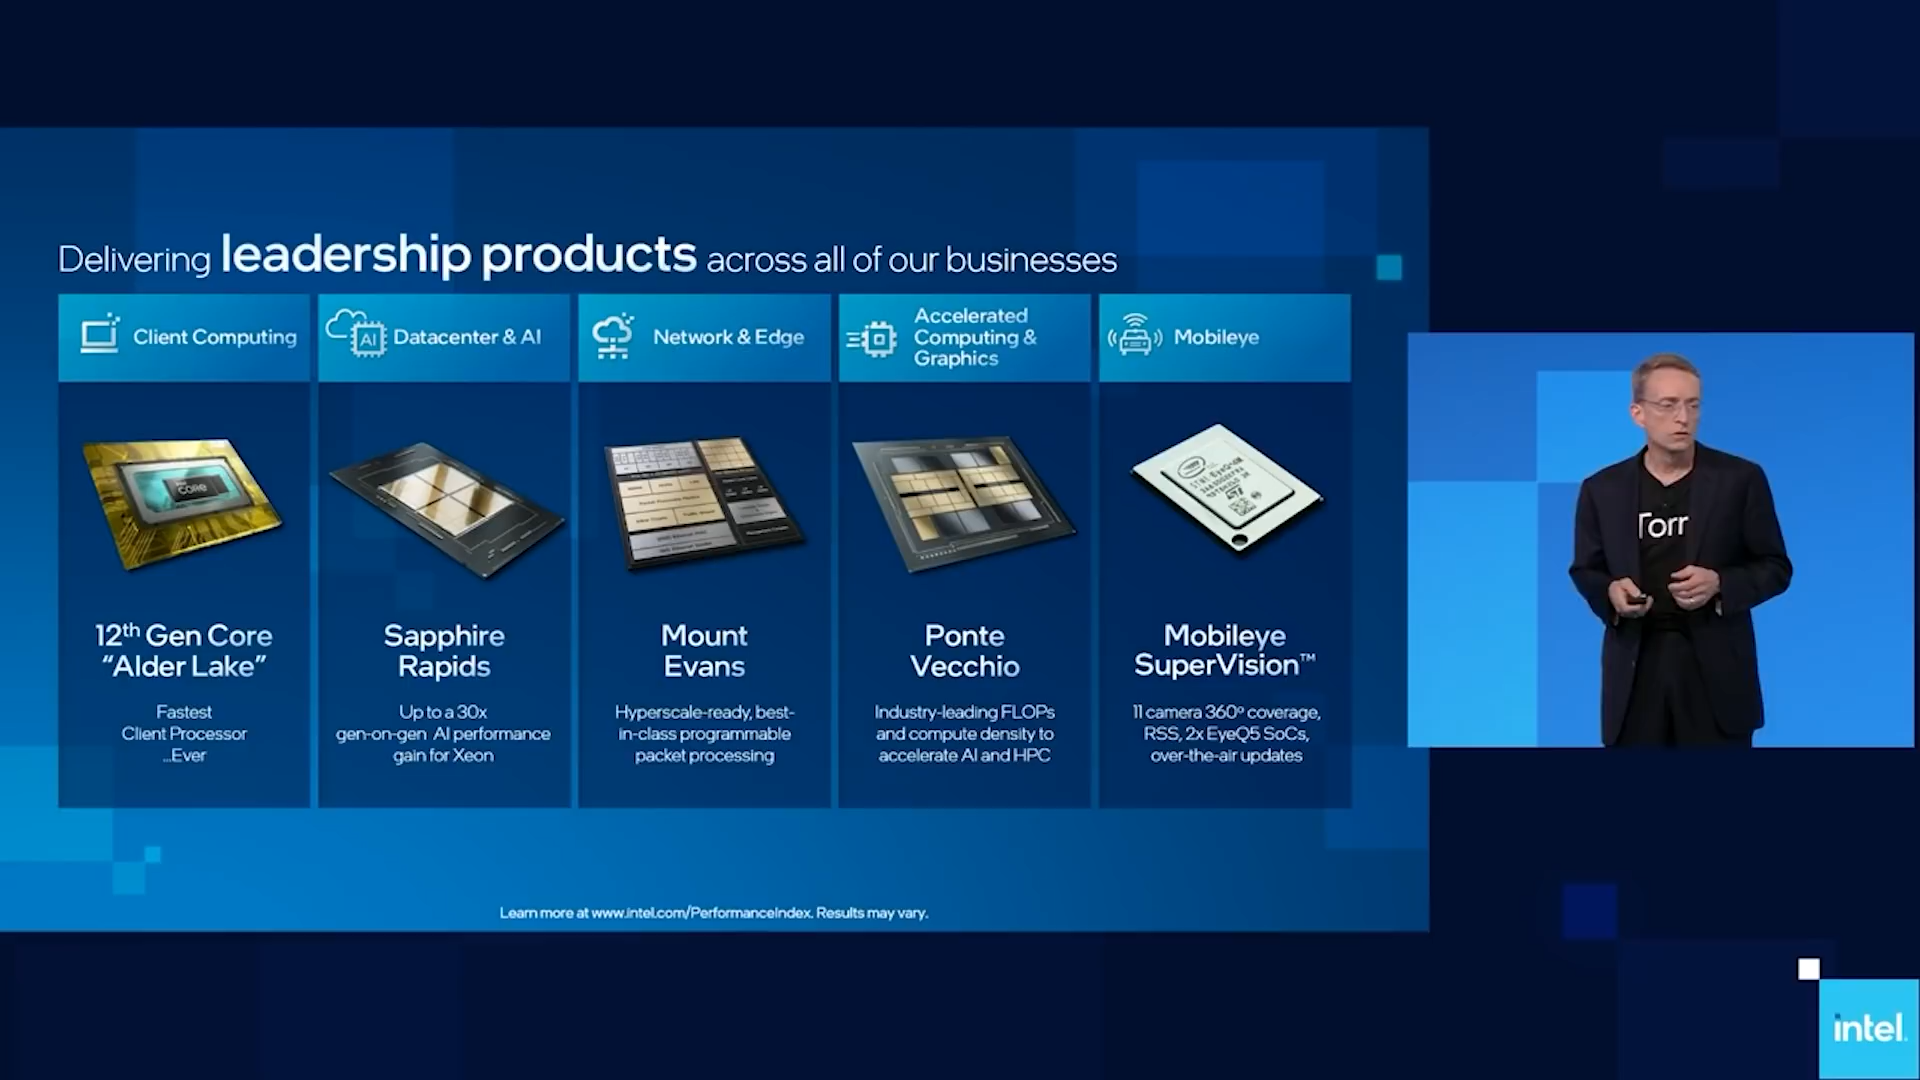 Delivering leadership products across all of our businesses
Client Computing
Datacenter & AI
AI
Network & Edge
Accelerated
Computing &
Graphics
Mobileye
CORE
12th Gen Core
"Alder Lake"
Fastest
Client Processor
...Ever
Sapphire
Rapids
Up to a 30x
gen-on-gen AI performance
gain for Xeon
Mount
Evans
Hyperscale-ready, best-
in-class programmable
packet processing
Ponte
Vecchio
Industry-leading FLOPs
and compute density to
accelerate AI and HPC
Mobileye
SuperVision™
11 camera 360º coverage,
RSS, 2x EyeQ5 SoCs,
over-the-air updates
Learn more at www.intel.com/PerformanceIndex. Results may vary.
Torr
intel.